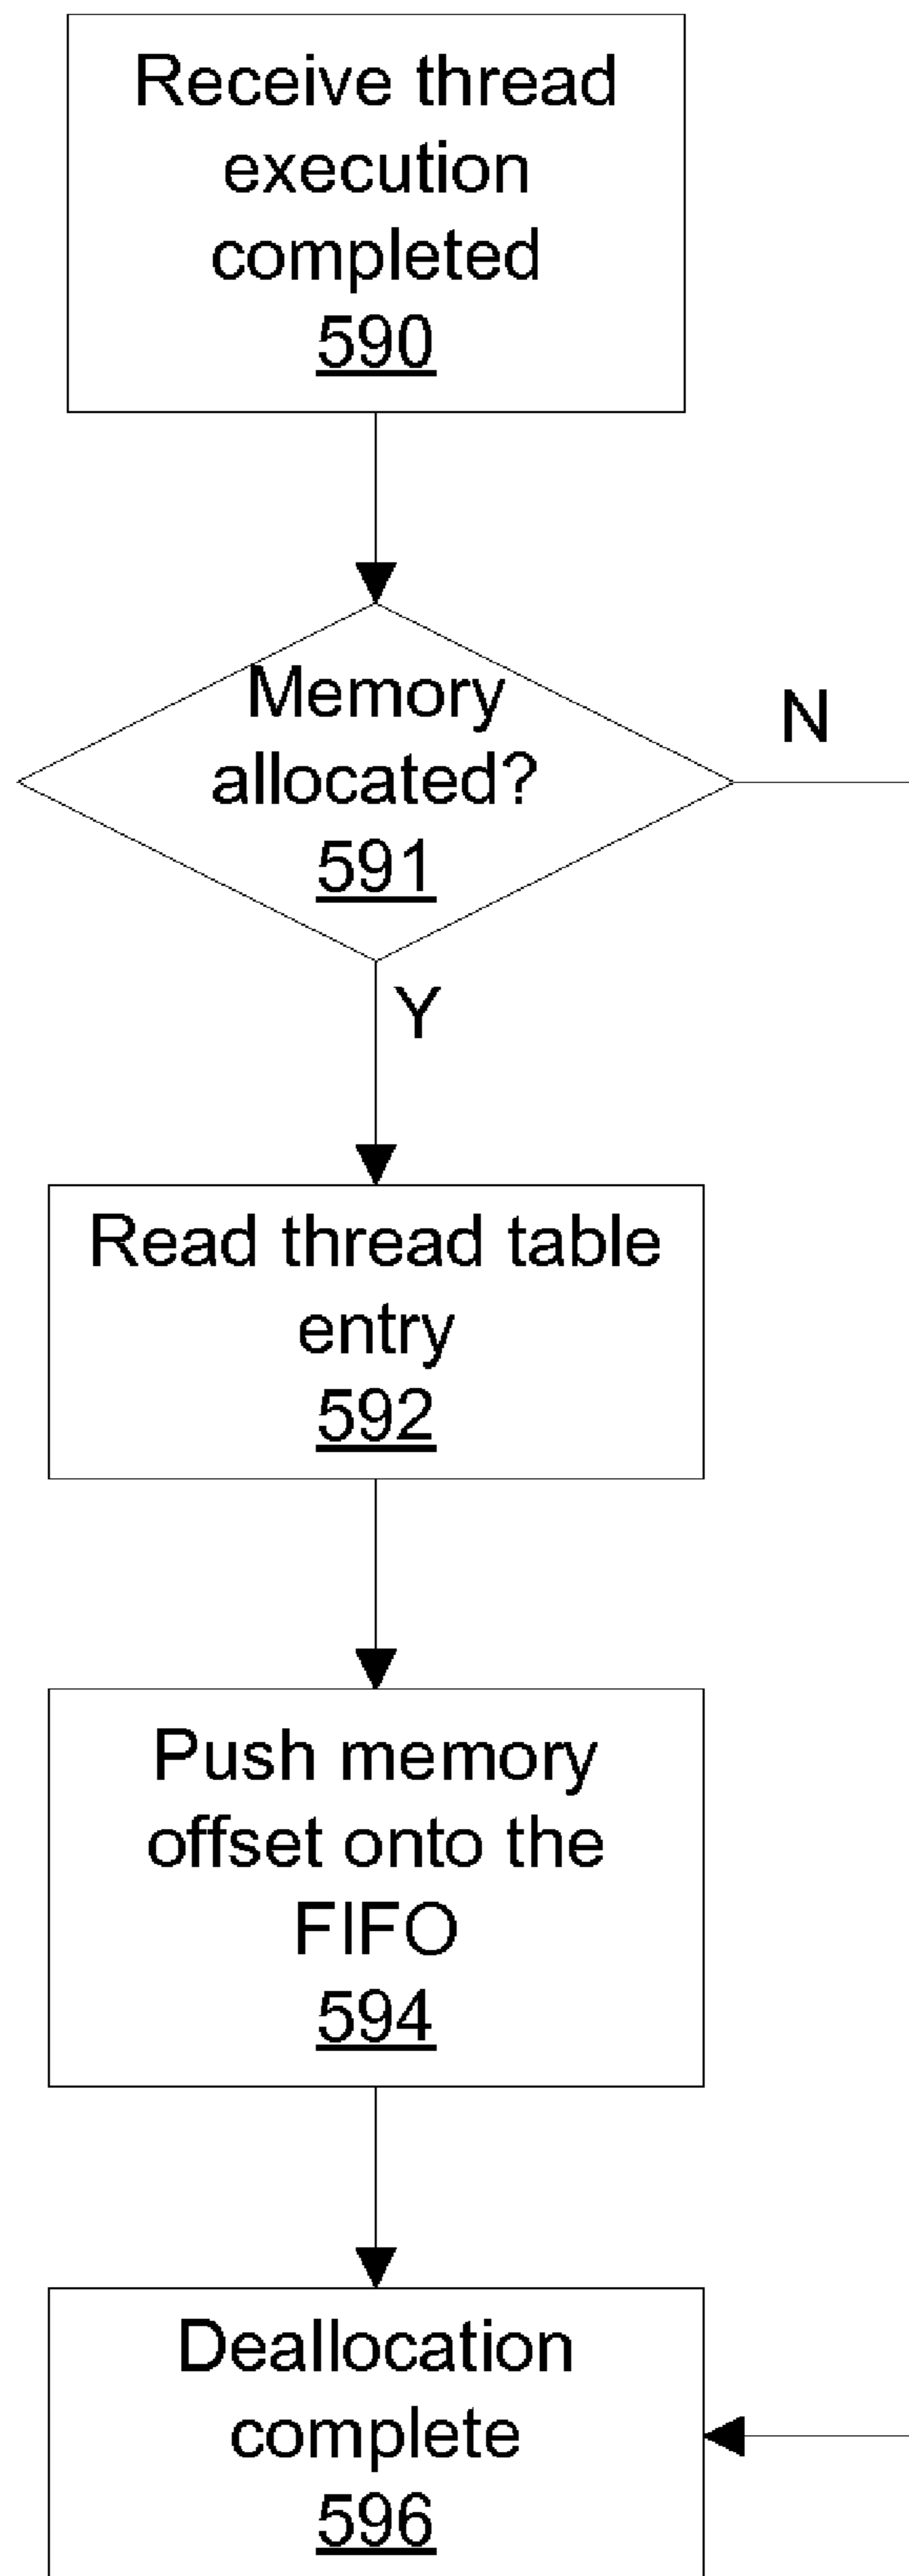 Receive thread
execution
completed
590
Memory
allocated?
591
N
Y
Read thread table
entry
592
Push memory
offset onto the
FIFO
594
Deallocation
complete
596